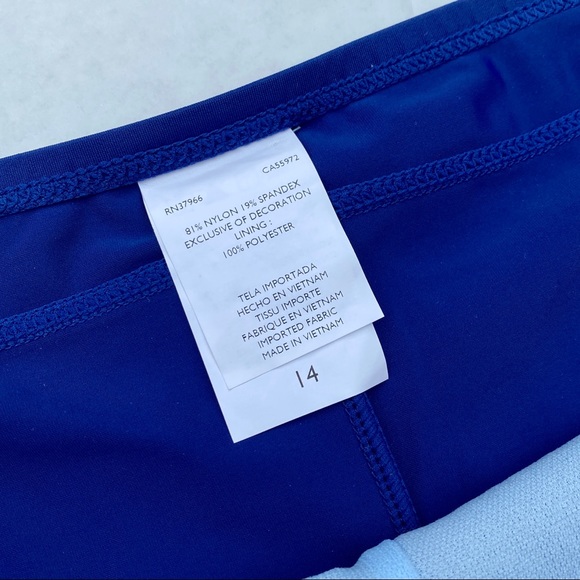 RN37966 CA55972
81% NYLON 19% SPANDEX
EXCLUSIVE OF DECORATION
LINING :
100% POLYESTER
TELA IMPORTADA
HECHO EN VIETNAM
TISSU IMPORTE
FABRIQUE EN VIETNAM
IMPORTED FABRIC
MADE IN VIETNAM
14